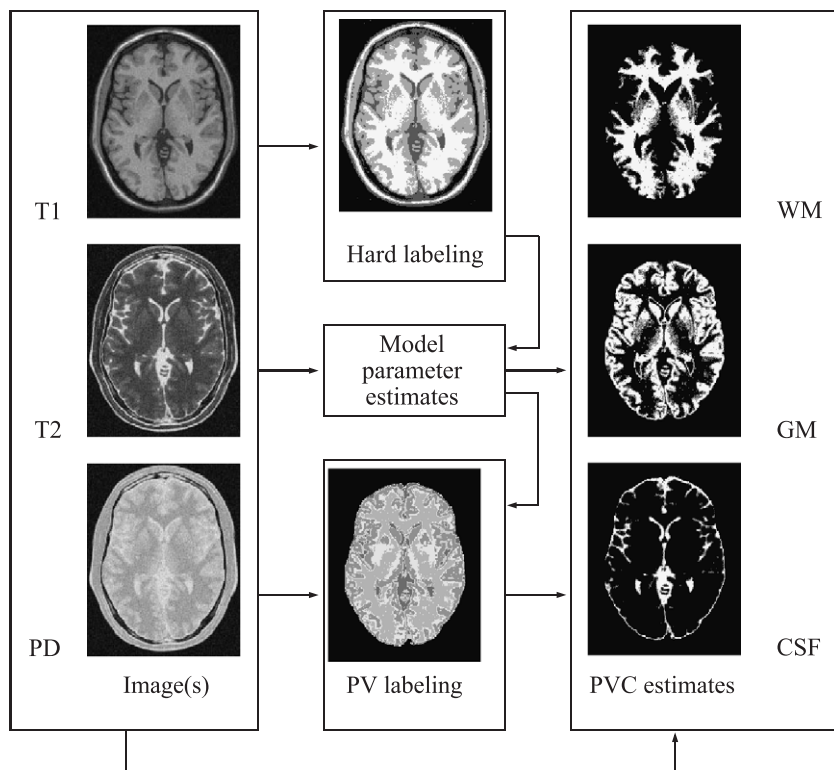 T1
T2
PD
Image(s)
Hard labeling
Model
parameter
estimates
PV labeling
WM
GM
CSF
PVC estimates